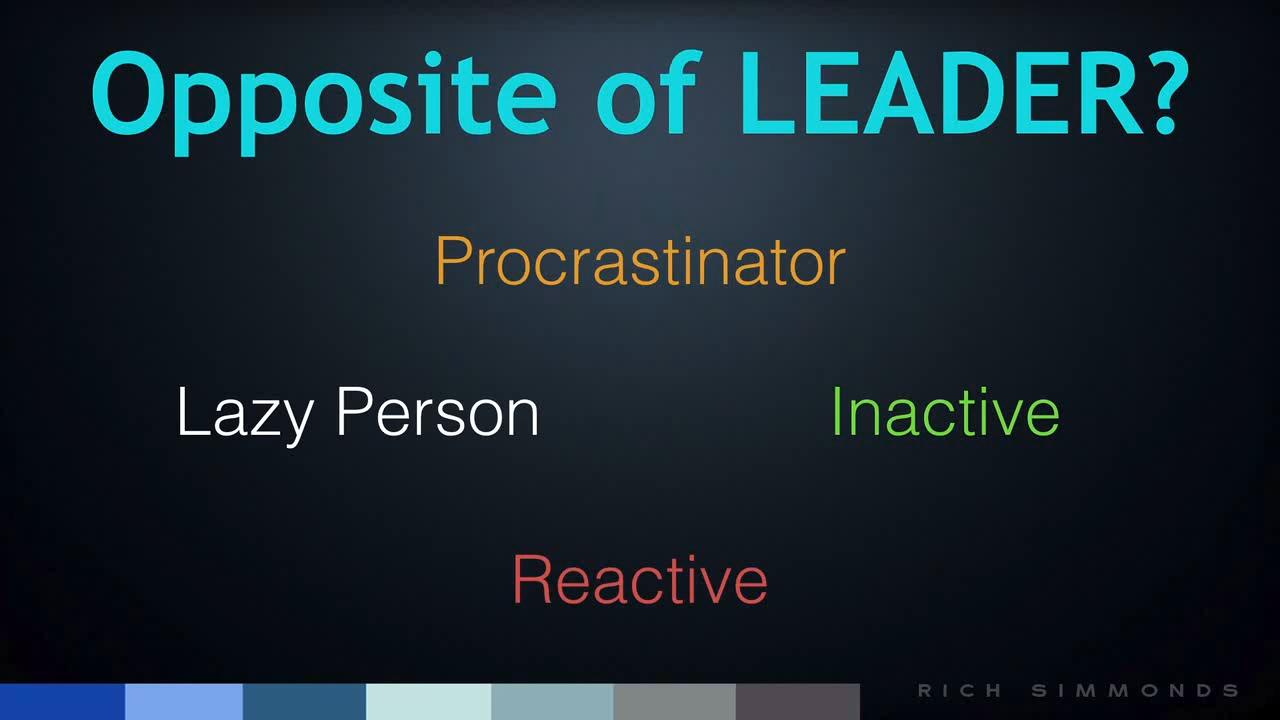 Opposite of LEADER?
Procrastinator
Lazy Person
Inactive
Reactive
RICH SIMMONDS